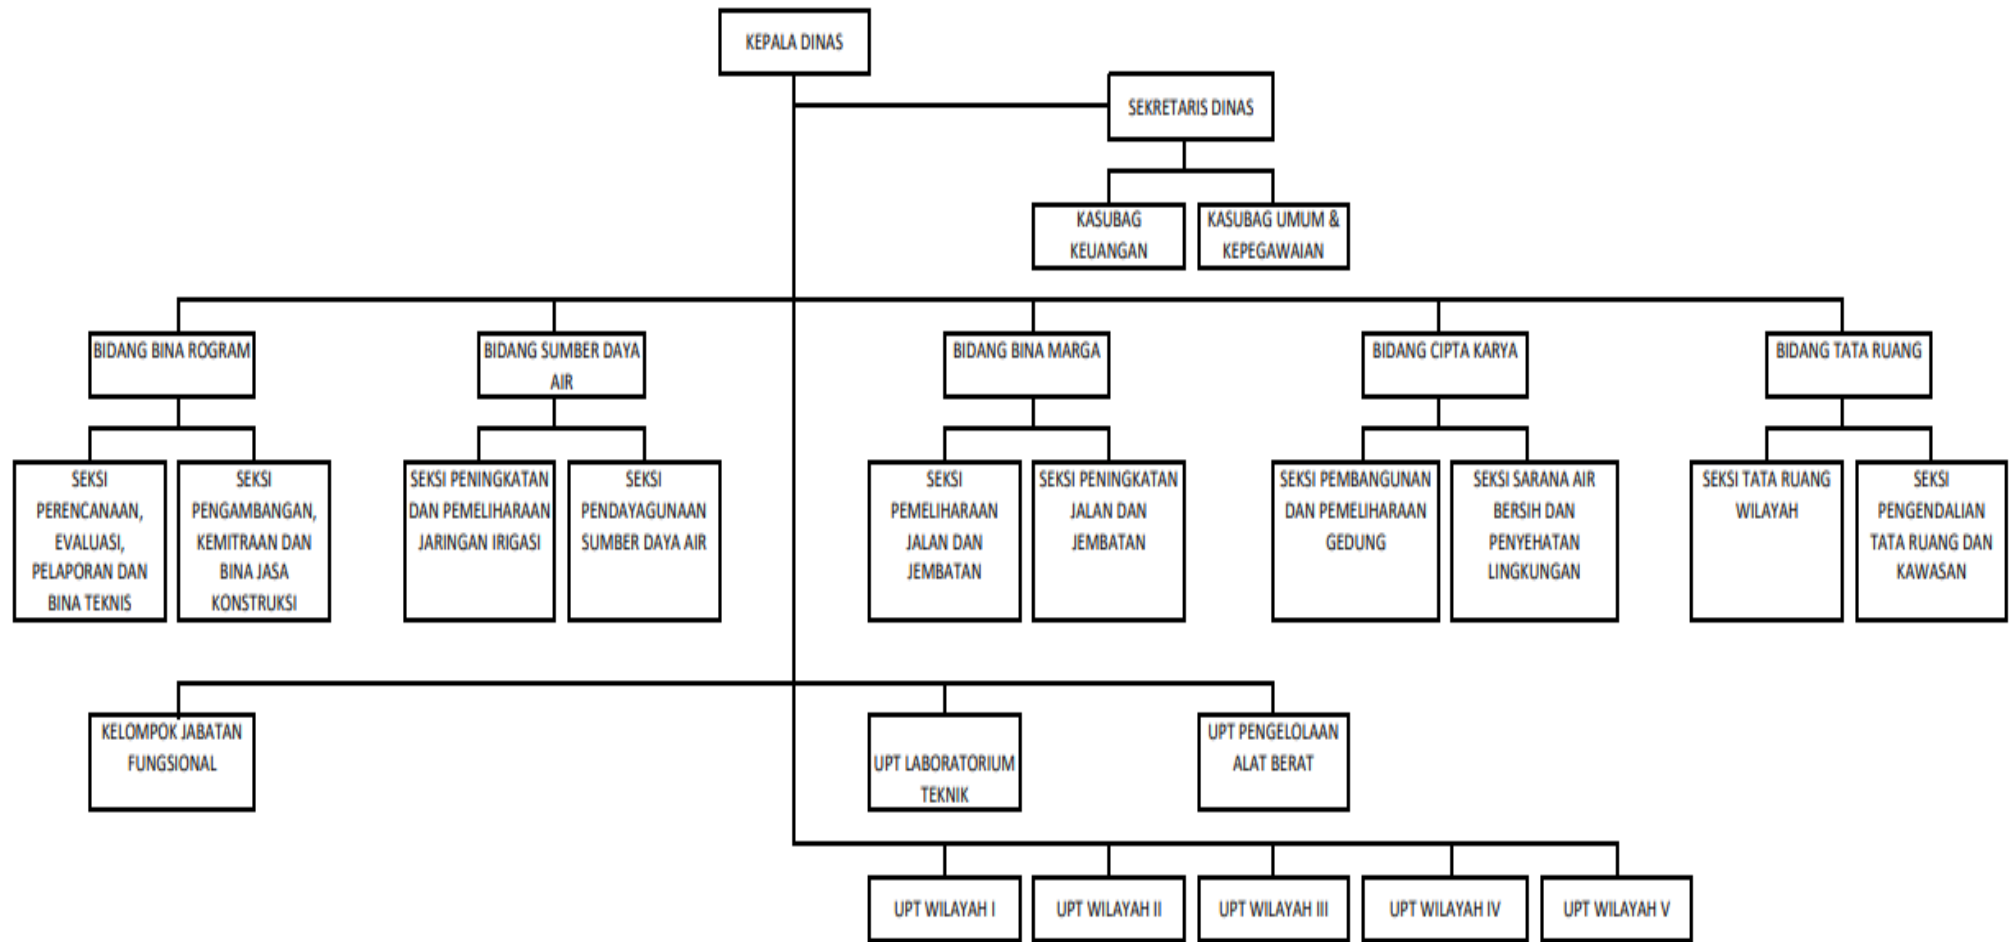 KEPALA DINAS
SEKRETARIS DINAS
KASUBAG
KEUANGAN
KASUBAG UMUM &
KEPEGAWAIAN
BIDANG BINA ROGRAM
BIDANG SUMBER DAYA
AIR
BIDANG BINA MARGA
BIDANG CIPTA KARYA
BIDANG TATA RUANG
SEKSI
PERENCANAAN,
EVALUASI,
PELAPORAN DAN
BINA TEKNIS
SEKSI
PENGAMBANGAN,
KEMITRAAN DAN
BINA JASA
KONSTRUKSI
SEKSI PENINGKATAN
DAN PEMELIHARAAN
JARINGAN IRIGASI
SEKSI
PENDAYAGUNAAN
SUMBER DAYA AIR
SEKSI
PEMELIHARAAN
JALAN DAN
JEMBATAN
SEKSI PENINGKATAN
JALAN DAN
JEMBATAN
SEKSI PEMBANGUNAN
DAN PEMELIHARAAN
GEDUNG
SEKSI SARANA AIR
BERSIH DAN
PENYEHATAN
LINGKUNGAN
SEKSI TATA RUANG
WILAYAH
SEKSI
PENGENDALIAN
TATA RUANG DAN
KAWASAN
KELOMPOK JABATAN
FUNGSIONAL
UPT LABORATORIUM
TEKNIK
UPT PENGELOLAAN
ALAT BERAT
UPT WILAYAH I
UPT WILAYAH II
UPT WILAYAH III
UPT WILAYAH IV
UPT WILAYAH V